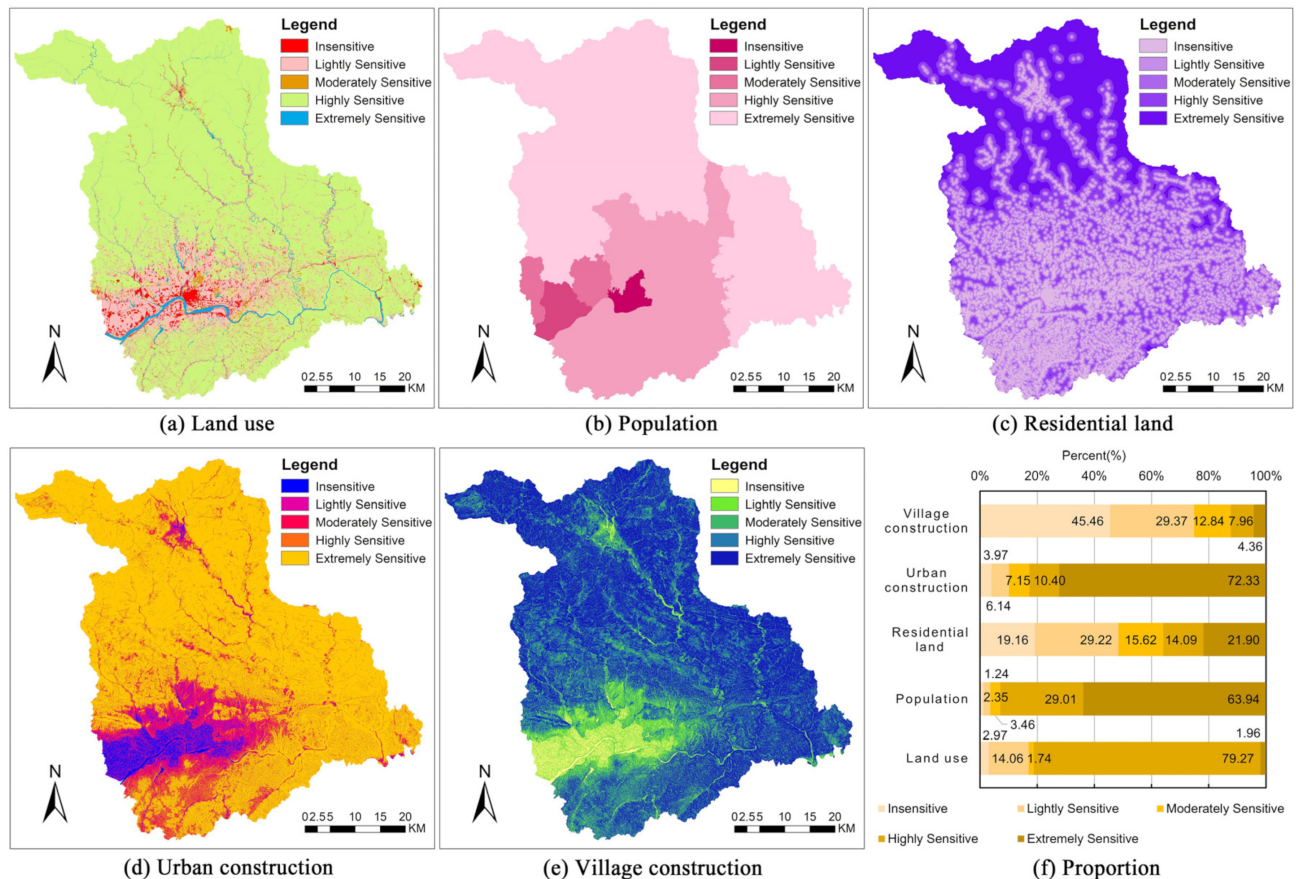 Legend
Insensitive
Lightly Sensitive
Moderately Sensitive
Highly Sensitive
Extremely Sensitive
N
02.55 10 15 20
KM
(a) Land use
Legend
Insensitive
Lightly Sensitive
Moderately Sensitive
Highly Sensitive
Extremely Sensitive
N
02.55 10 15 20
KM
(b) Population
Legend
Insensitive
Lightly Sensitive
Moderately Sensitive
Highly Sensitive
Extremely Sensitive
N
02.55 10 15 20
KM
(c) Residential land
Legend
Insensitive
Lightly Sensitive
Moderately Sensitive
Highly Sensitive
Extremely Sensitive
N
02.55 10 15 20
KM
(d) Urban construction
Legend
Insensitive
Lightly Sensitive
Moderately Sensitive
Highly Sensitive
Extremely Sensitive
N
02.55 10 15 20
KM
(e) Village construction
Percent(%)
0% 20% 40% 60% 80% 100%
Village
construction
45.46 29.37 12.84 7.96
4.36
3.97
Urban
construction
7.15 10.40 72.33
6.14
Residential
land
19.16 29.22 15.62 14.09 21.90
1.24
Population
2.35 29.01 63.94
3.46
2.97 1.96
Land use
14.06 1.74 79.27
Insensitive Lightly Sensitive Moderately Sensitive
Highly Sensitive Extremely Sensitive
(f) Proportion